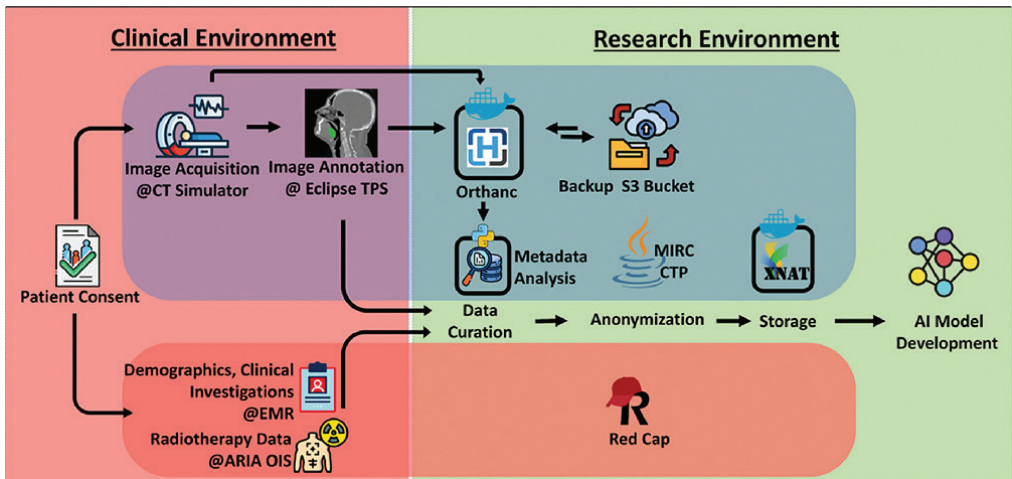 Clinical Environment
Research Environment
Image Acquisition
@CT Simulator
Image Annotation
@ Eclipse TPS
H
Orthanc
Backup S3 Bucket
Patient Consent
Metadata
Analysis
MIRC
CTP
XNAT
Data
Curation
Anonymization
Storage
AI Model
Development
Demographics, Clinical
Investigations
@EMR
Radiotherapy Data
@ARIA OIS
R
Red Cap